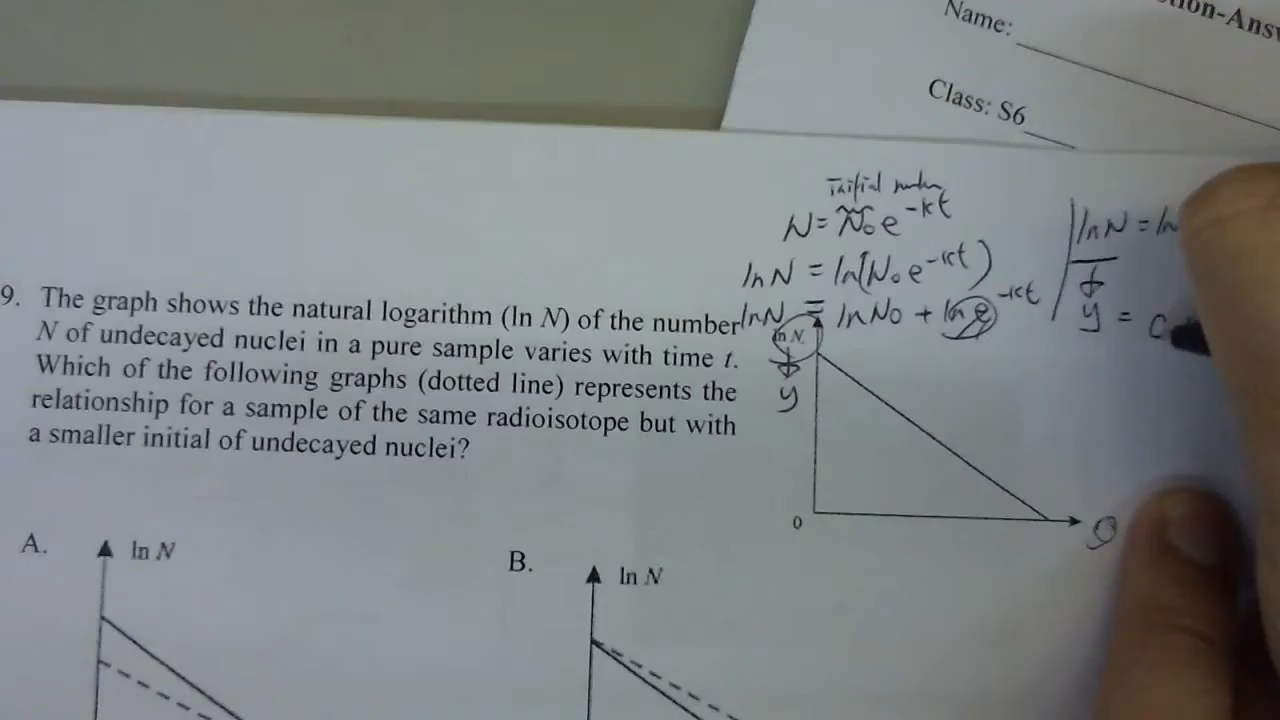 tion-Answ
Name:
Class: S6
Initial number
N = N₀e^-kt
ln N = ln(N₀e^-kt)
ln N = ln N₀ + ln e^-kt
ln N = ln
y = c
9. The graph shows the natural logarithm (ln N) of the number
N of undecayed nuclei in a pure sample varies with time t.
Which of the following graphs (dotted line) represents the
relationship for a sample of the same radioisotope but with
a smaller initial of undecayed nuclei?
ln N
y
0
A.
ln N
B.
ln N